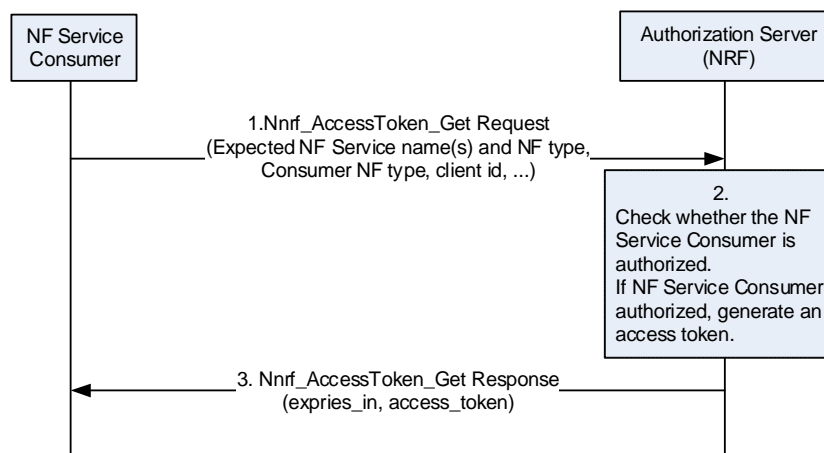 NF Service
Consumer
Authorization Server
(NRF)
1.Nnrf_AccessToken_Get Request
(Expected NF Service name(s) and NF type,
Consumer NF type, client id, ...)
2.
Check whether the NF
Service Consumer is
authorized.
If NF Service Consumer
authorized, generate an
access token.
3. Nnrf_AccessToken_Get Response
(expries_in, access_token)